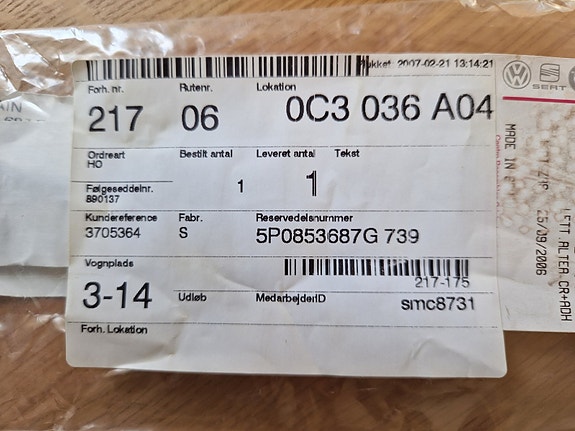 Pakket: 2007-02-21 13:14:21
Forh. nr. Rutenr. Lokation
217 06 0C3 036 A04
Ordreart Bestilt antal Leveret antal Tekst
HO
1 1
Følgeseddelnr.
890137
Kundereference Fabr. Reservedelsnummer
3705364 S 5P0853687G 739
Vognplads
217-175
3-14 Udløb MedarbejderID smc8731
Forh. Lokation
SEAT
MADE IN
25/09/2006
LETT ALTEA.CR+ADH